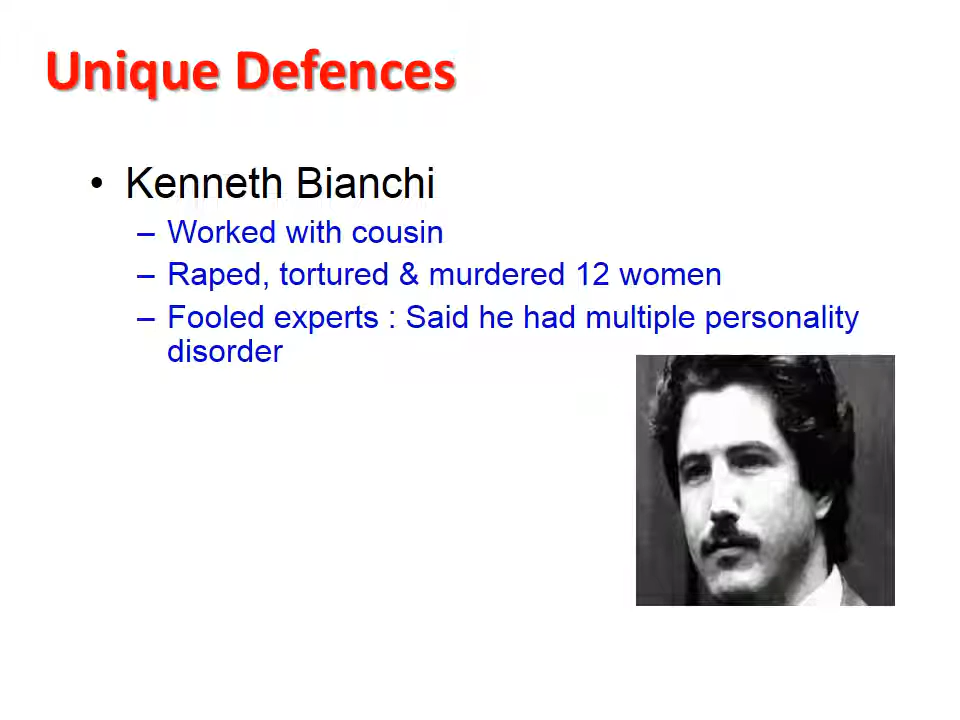 Unique Defences
• Kenneth Bianchi
– Worked with cousin
– Raped, tortured & murdered 12 women
– Fooled experts : Said he had multiple personality
disorder